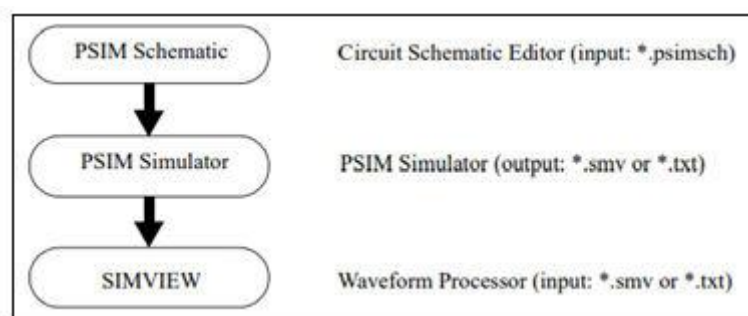 PSIM Schematic Circuit Schematic Editor (input: *.psimsch)
PSIM Simulator PSIM Simulator (output: *.smv or *.txt)
SIMVIEW Waveform Processor (input: *.smv or *.txt)